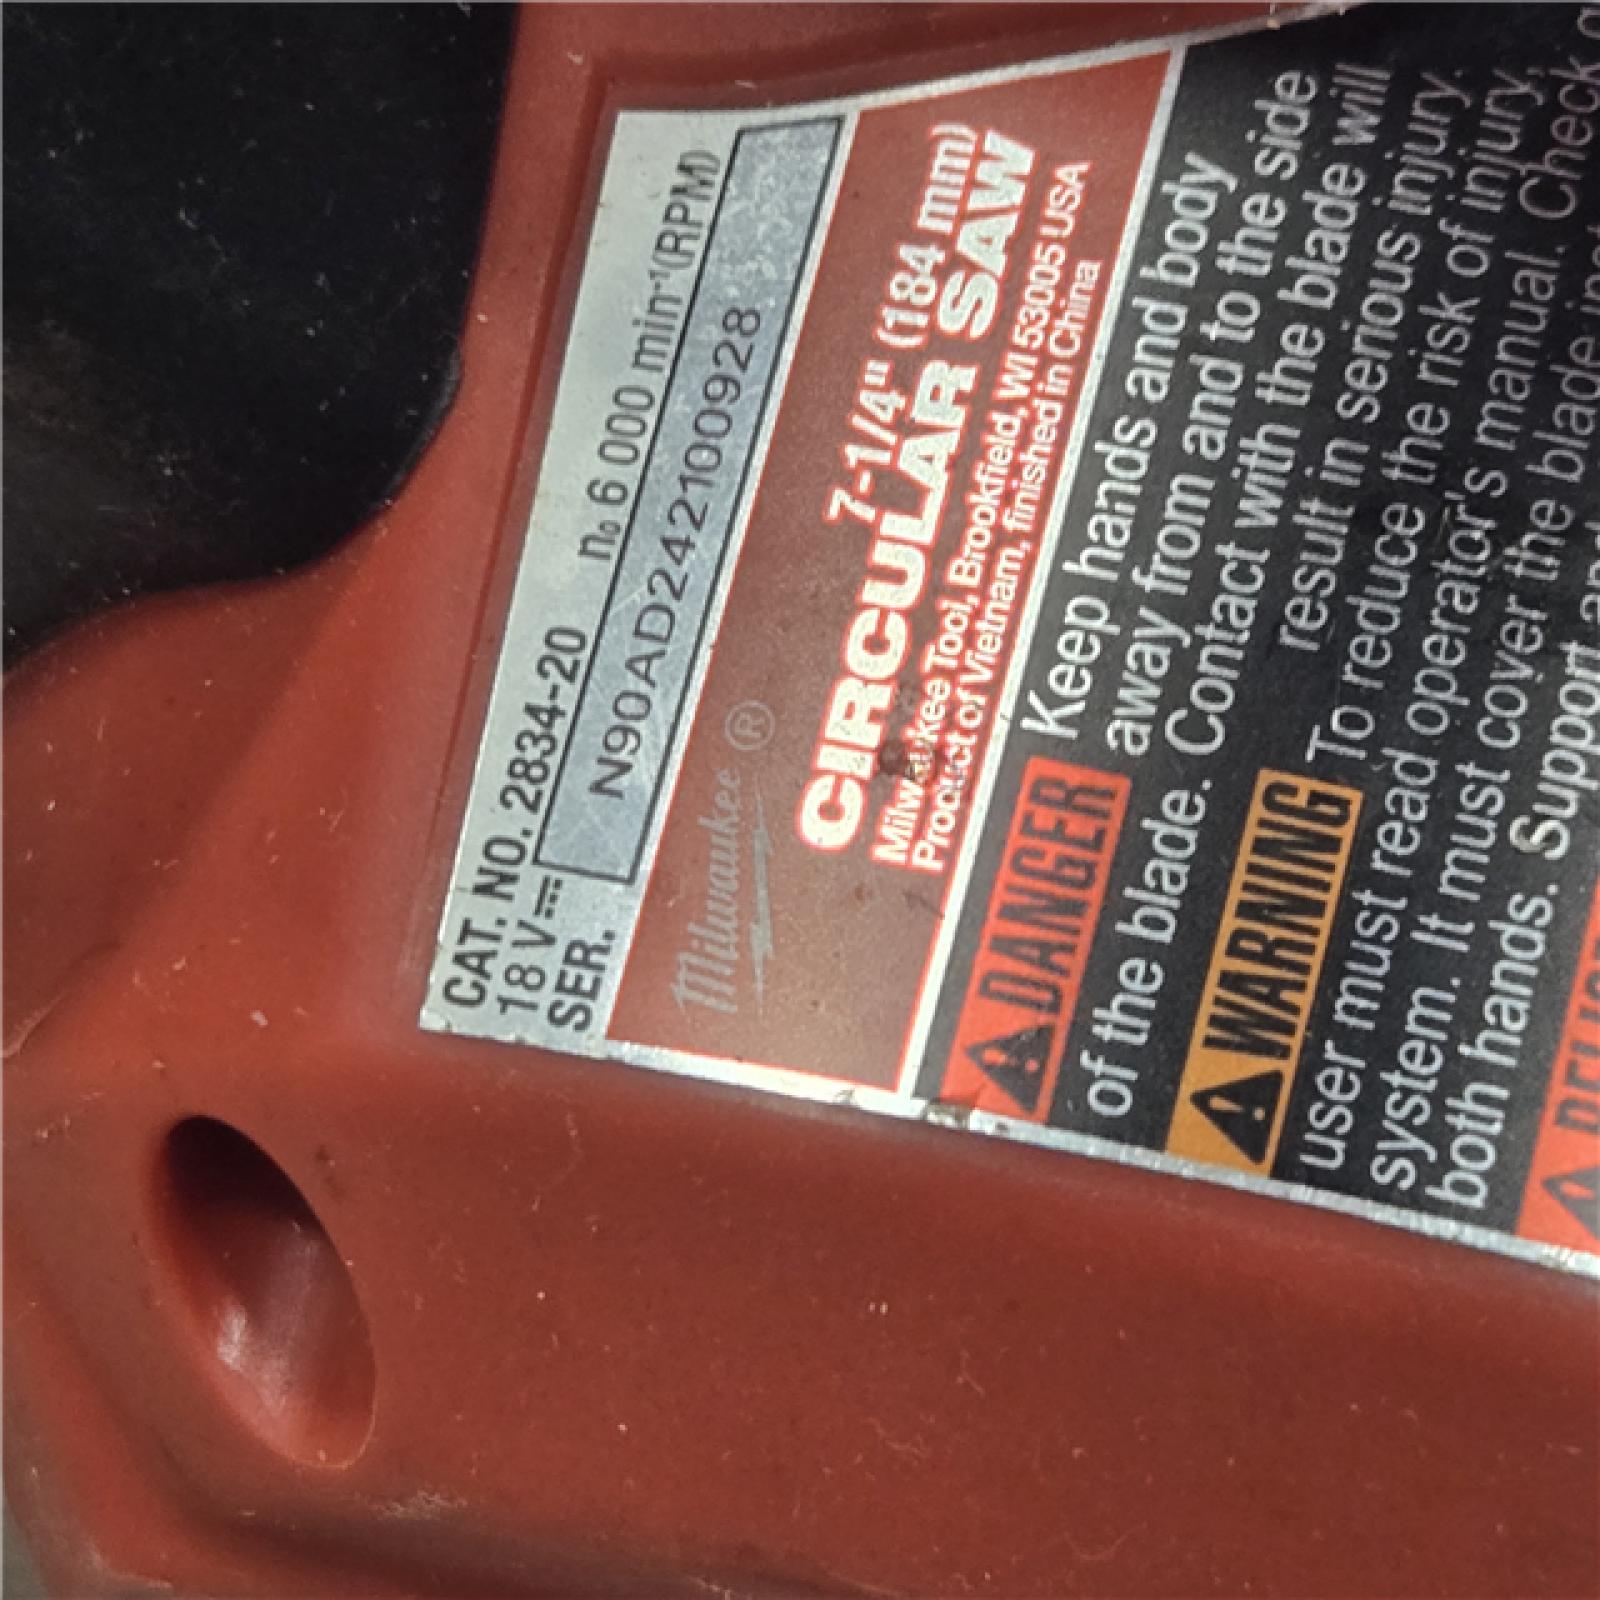 CAT. NO. 2834-20 n₀ 6 000 min⁻¹(RPM)
18 V ⎓
SER. N90AD242100928
Milwaukee ®
7-1/4" (184 mm)
CIRCULAR SAW
Milwaukee Tool, Brookfield, WI 53005 USA
Product of Vietnam, finished in China
DANGER Keep hands and body
away from and to the side
of the blade. Contact with the blade will
result in serious injury.
WARNING To reduce the risk of injury,
user must read operator's manual. Check
system. It must cover the blade
both hands. Support and